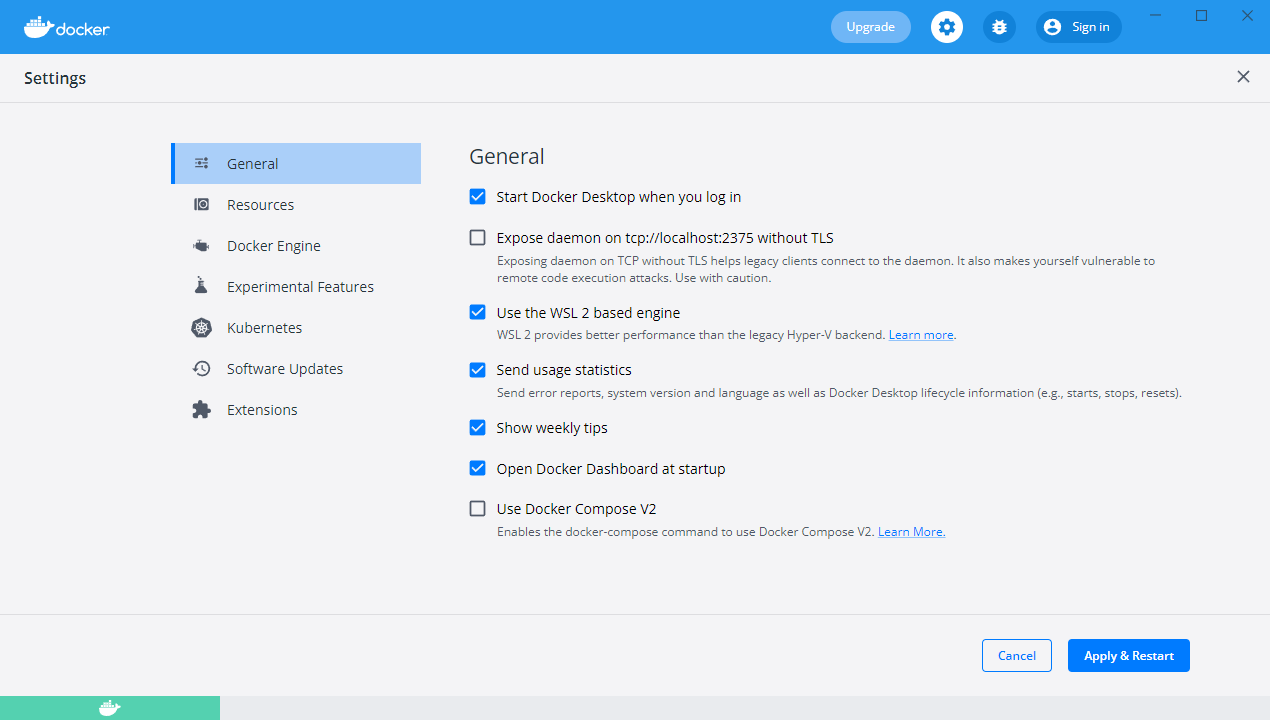 docker
Upgrade
Sign in
Settings
General
Resources
Docker Engine
Experimental Features
Kubernetes
Software Updates
Extensions
General
Start Docker Desktop when you log in
Expose daemon on tcp://localhost:2375 without TLS
Exposing daemon on TCP without TLS helps legacy clients connect to the daemon. It also makes yourself vulnerable to
remote code execution attacks. Use with caution.
Use the WSL 2 based engine
WSL 2 provides better performance than the legacy Hyper-V backend. Learn more.
Send usage statistics
Send error reports, system version and language as well as Docker Desktop lifecycle information (e.g., starts, stops, resets).
Show weekly tips
Open Docker Dashboard at startup
Use Docker Compose V2
Enables the docker-compose command to use Docker Compose V2. Learn More.
Cancel
Apply & Restart